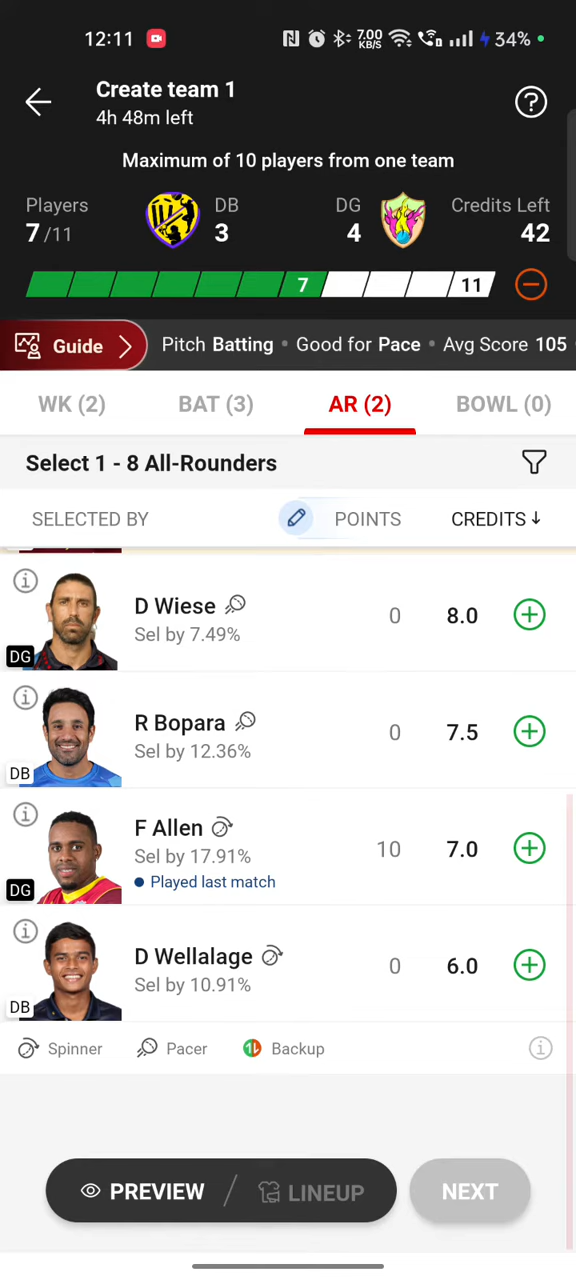 12:11 7.00 KB/S 34%
Create team 1
4h 48m left
Maximum of 10 players from one team
Players DB DG Credits Left
7/11 3 4 42
7 11
Guide Pitch Batting • Good for Pace • Avg Score 105
WK (2) BAT (3) AR (2) BOWL (0)
Select 1 - 8 All-Rounders
SELECTED BY POINTS CREDITS ↓
D Wiese 0 8.0
Sel by 7.49%
DG
R Bopara 0 7.5
Sel by 12.36%
DB
F Allen 10 7.0
Sel by 17.91%
• Played last match
DG
D Wellalage 0 6.0
Sel by 10.91%
DB
Spinner Pacer Backup
PREVIEW / LINEUP NEXT